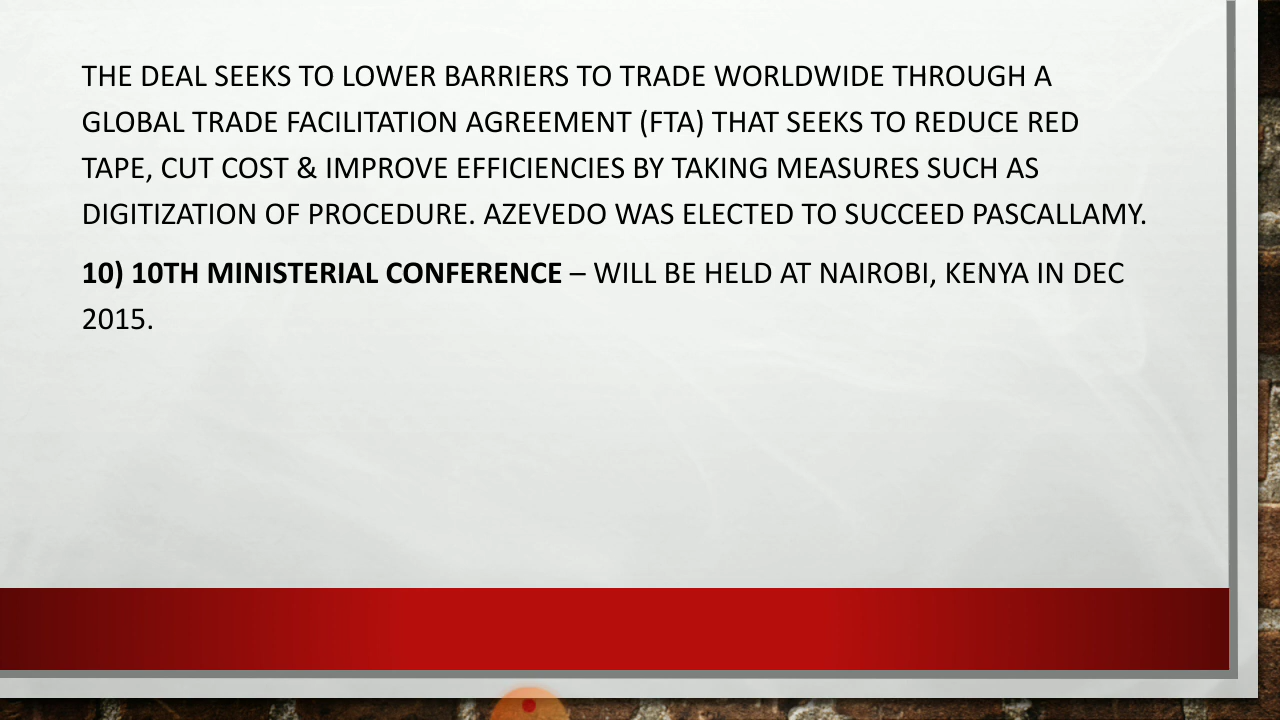 THE DEAL SEEKS TO LOWER BARRIERS TO TRADE WORLDWIDE THROUGH A
GLOBAL TRADE FACILITATION AGREEMENT (FTA) THAT SEEKS TO REDUCE RED
TAPE, CUT COST & IMPROVE EFFICIENCIES BY TAKING MEASURES SUCH AS
DIGITIZATION OF PROCEDURE. AZEVEDO WAS ELECTED TO SUCCEED PASCALLAMY.
10) 10TH MINISTERIAL CONFERENCE – WILL BE HELD AT NAIROBI, KENYA IN DEC
2015.